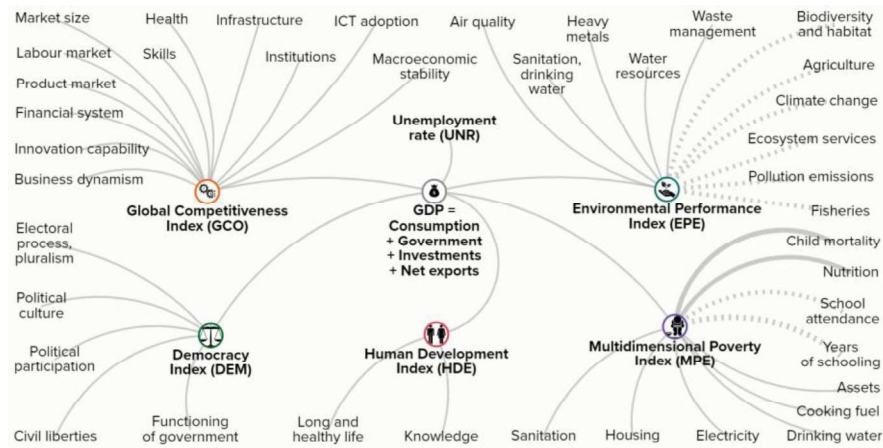 Market size
Health
Infrastructure
ICT adoption
Air quality
Heavy
metals
Waste
management
Biodiversity
and habitat
Labour market
Skills
Institutions
Macroeconomic
stability
Sanitation,
drinking
water
Water
resources
Agriculture
Product market
Climate change
Financial system
Unemployment
rate (UNR)
Ecosystem services
Innovation capability
Business dynamism
Pollution emissions
Fisheries
Global Competitiveness
Index (GCO)
GDP =
Consumption
+ Government
+ Investments
+ Net exports
Environmental Performance
Index (EPE)
Electoral
process,
pluralism
Child mortality
Nutrition
Political
culture
School
attendance
Political
participation
Democracy
Index (DEM)
Human Development
Index (HDE)
Multidimensional Poverty
Index (MPE)
Years
of schooling
Assets
Cooking fuel
Civil liberties
Functioning
of government
Long and
healthy life
Knowledge
Sanitation
Housing
Electricity
Drinking water